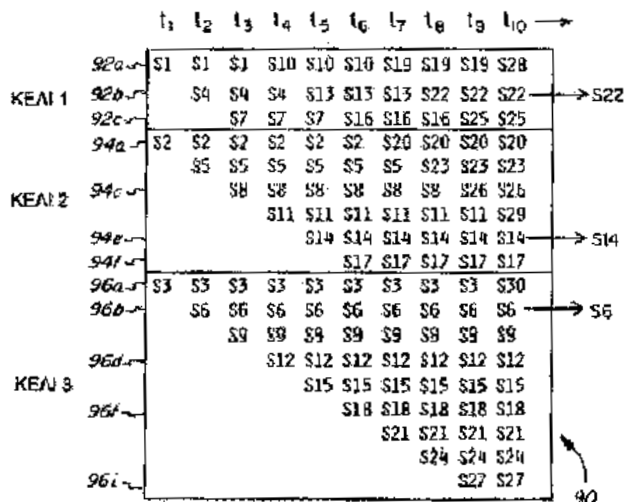 t₁ t₂ t₃ t₄ t₅ t₆ t₇ t₈ t₉ t₁₀
92a S1 S1 S1 S10 S10 S10 S19 S19 S19 S28
ΚΕΛΙ 1
92b S4 S4 S4 S13 S13 S13 S22 S22 S22 S22
92c S7 S7 S7 S16 S16 S16 S25 S25
94a S2 S2 S2 S2 S2 S2 S20 S20 S20 S20
S5 S5 S5 S5 S5 S5 S23 S23 S23
94c S8 S8 S8 S8 S8 S8 S26 S26
ΚΕΛΙ 2
S11 S11 S11 S11 S11 S11 S29
94e S14 S14 S14 S14 S14 S14 S14
94f S17 S17 S17 S17 S17
96a S3 S3 S3 S3 S3 S3 S3 S3 S3 S30
96b S6 S6 S6 S6 S6 S6 S6 S6 S6 S6
S9 S9 S9 S9 S9 S9 S9 S9
96d S12 S12 S12 S12 S12 S12 S12
ΚΕΛΙ 3
S15 S15 S15 S15 S15 S15
96f S18 S18 S18 S18 S18
S21 S21 S21 S21
S24 S24 S24
96i S27 S27
90